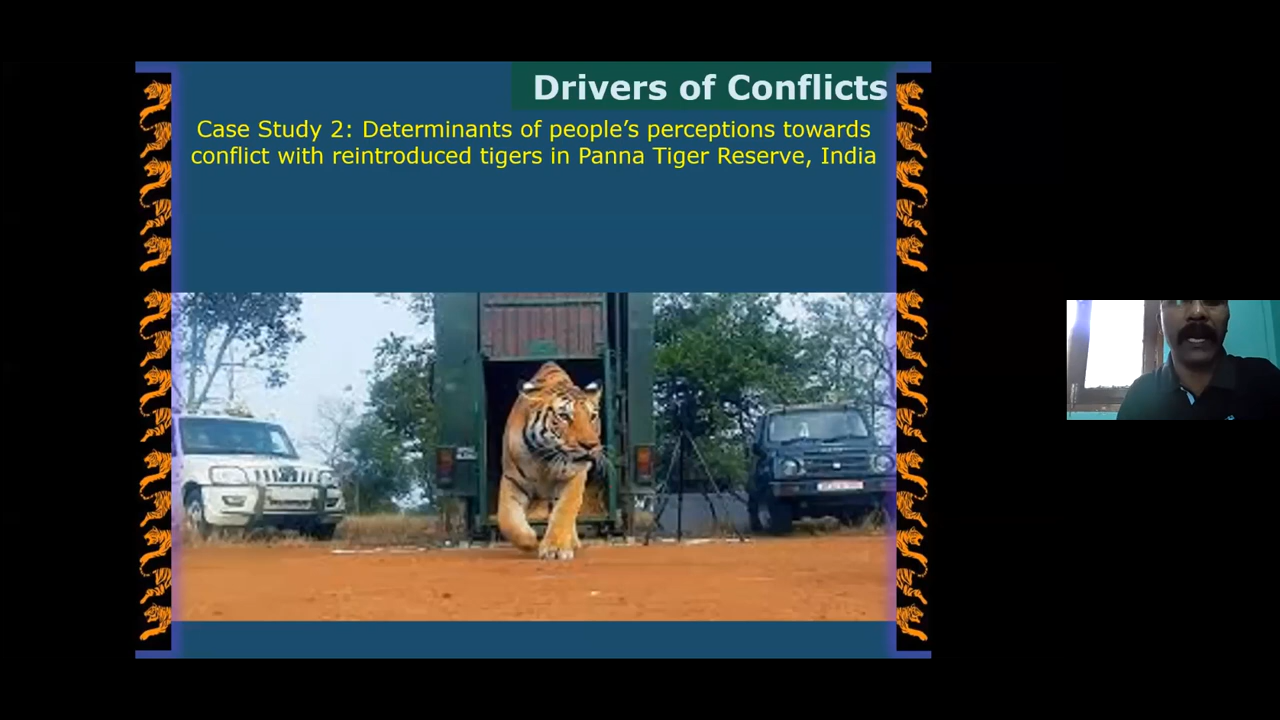 Drivers of Conflicts
Case Study 2: Determinants of people’s perceptions towards
conflict with reintroduced tigers in Panna Tiger Reserve, India